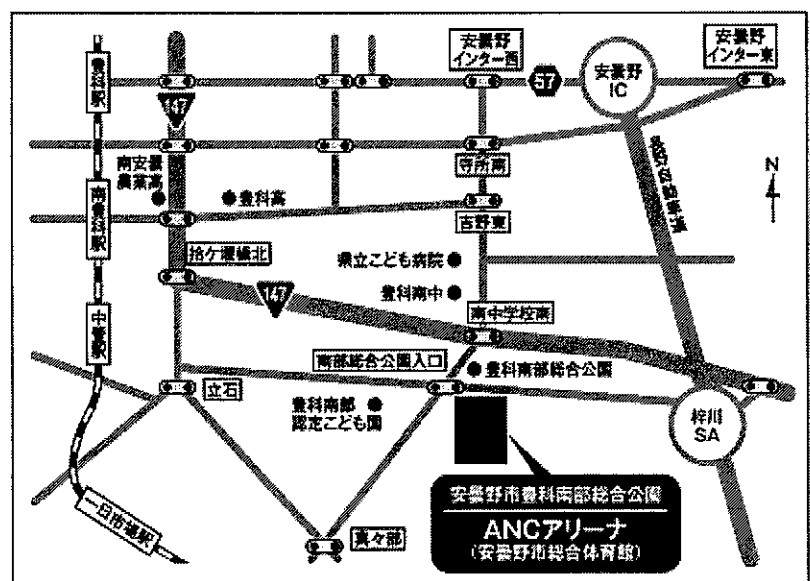 安曇野
インター西
安曇野
インター東
豊科駅
57
安曇野
IC
147
寺所南
南安曇
農業高
豊科高
N
南豊科駅
吉野東
長野自動車道
拾ケ堰橋北
県立こども病院
豊科南中
147
南中学校南
中萱駅
南部総合公園入口
豊科南部総合公園
立石
豊科南部
認定こども園
梓川
SA
安曇野市豊科南部総合公園
ANCアリーナ
(安曇野市総合体育館)
一日市場駅
真々部